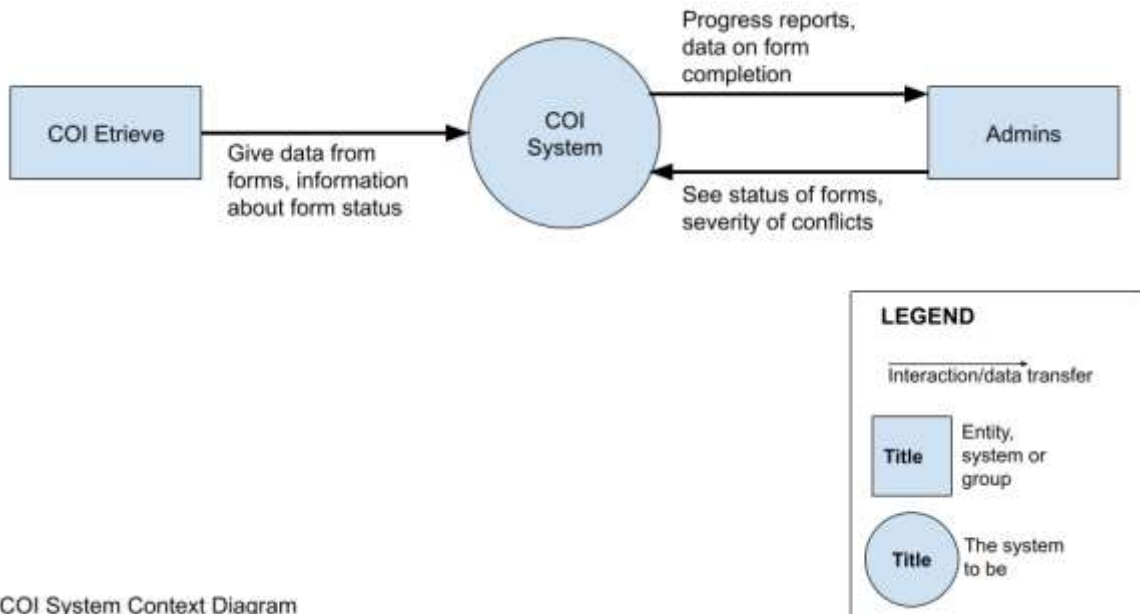 Progress reports,
data on form
completion
COI Etrieve
COI
System
Admins
Give data from
forms, information
about form status
See status of forms,
severity of conflicts
LEGEND
Interaction/data transfer
Title
Entity,
system or
group
Title
The system
to be
COI System Context Diagram